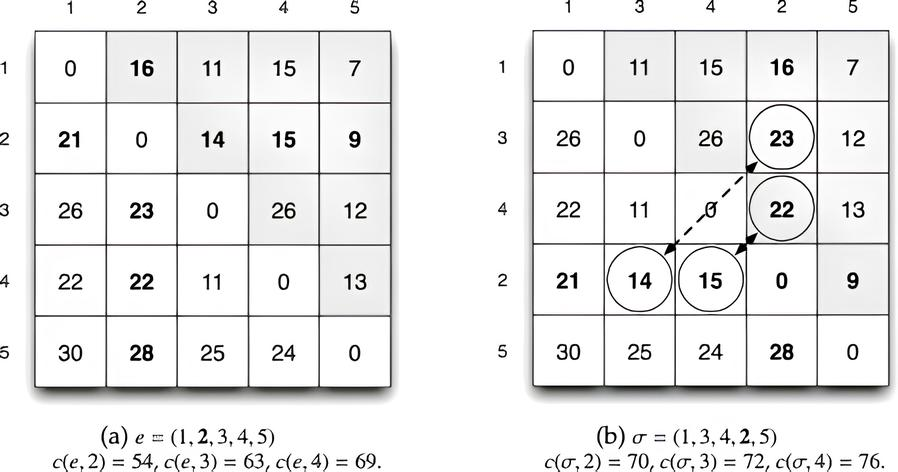 1 2 3 4 5
1 0 16 11 15 7
2 21 0 14 15 9
3 26 23 0 26 12
4 22 22 11 0 13
5 30 28 25 24 0
(a) e = (1, 2, 3, 4, 5)
c(e, 2) = 54, c(e, 3) = 63, c(e, 4) = 69.
1 3 4 2 5
1 0 11 15 16 7
3 26 0 26 23 12
4 22 11 0 22 13
2 21 14 15 0 9
5 30 25 24 28 0
(b) σ = (1, 3, 4, 2, 5)
c(σ, 2) = 70, c(σ, 3) = 72, c(σ, 4) = 76.